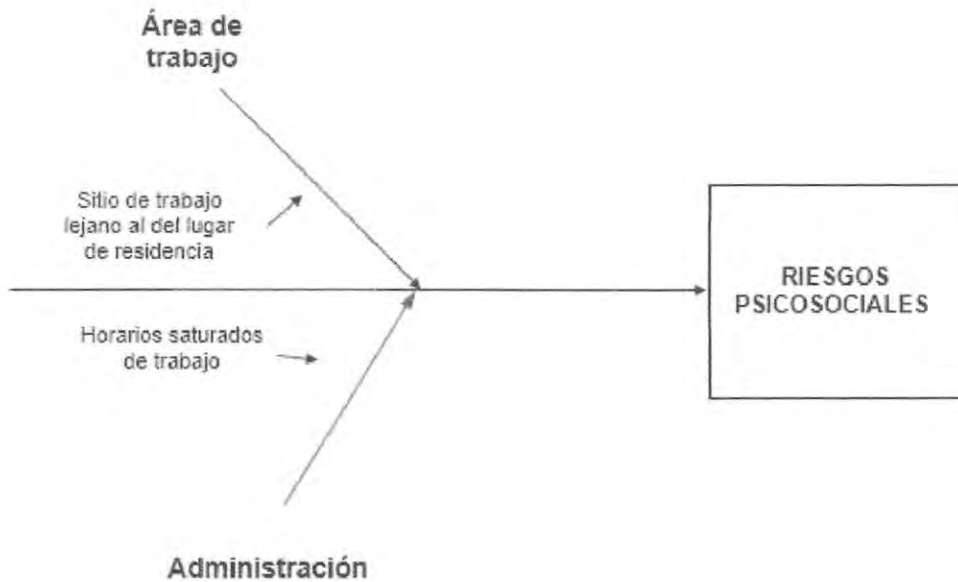 Área de
trabajo
Sitio de trabajo
lejano al del lugar
de residencia
RIESGOS
PSICOSOCIALES
Horarios saturados
de trabajo
Administración